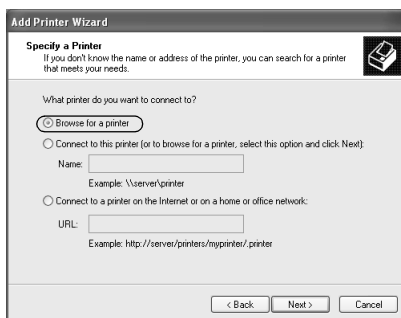 Add Printer Wizard
Specify a Printer
If you don't know the name or address of the printer, you can search for a printer
that meets your needs.
What printer do you want to connect to?
Browse for a printer
Connect to this printer (or to browse for a printer, select this option and click Next):
Name:
Example: \\server\printer
Connect to a printer on the Internet or on a home or office network:
URL:
Example: http://server/printers/myprinter/.printer
< Back Next > Cancel